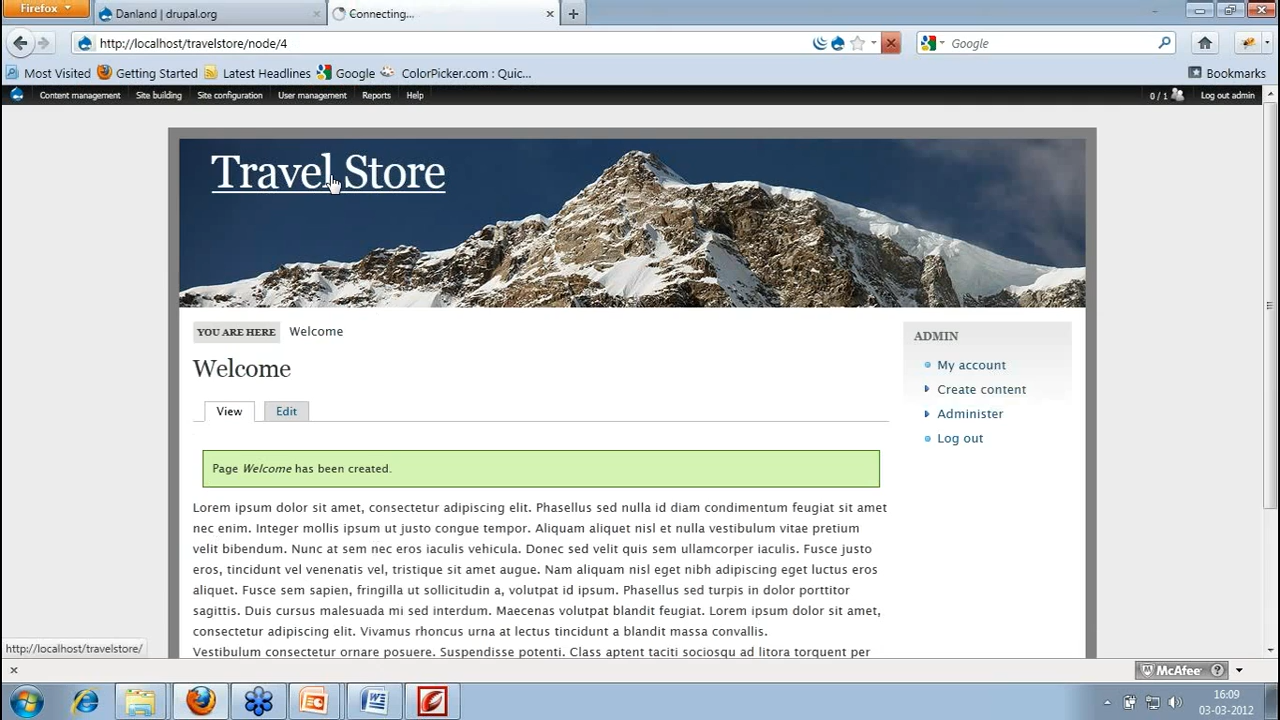 Firefox
Danland | drupal.org
Connecting...
http://localhost/travelstore/node/4
Google
Most Visited
Getting Started
Latest Headlines
Google
ColorPicker.com : Quic...
Bookmarks
Content management
Site building
Site configuration
User management
Reports
Help
0 / 1
Log out admin
Travel Store
YOU ARE HERE
Welcome
ADMIN
Welcome
My account
Create content
View
Edit
Administer
Log out
Page Welcome has been created.
Lorem ipsum dolor sit amet, consectetur adipiscing elit. Phasellus sed nulla id diam condimentum feugiat sit amet
nec enim. Integer mollis ipsum ut justo congue tempor. Aliquam aliquet nisl et nulla vestibulum vitae pretium
velit bibendum. Nunc at sem nec eros iaculis vehicula. Donec sed velit quis sem ullamcorper iaculis. Fusce justo
eros, tincidunt vel venenatis vel, tristique sit amet augue. Nam aliquam nisl eget nibh adipiscing eget luctus eros
aliquet. Fusce sem sapien, fringilla ut sollicitudin a, volutpat id ipsum. Phasellus sed turpis in dolor porttitor
sagittis. Duis cursus malesuada mi sed interdum. Maecenas volutpat blandit feugiat. Lorem ipsum dolor sit amet,
consectetur adipiscing elit. Vivamus rhoncus urna at lectus tincidunt a blandit massa convallis.
Vestibulum consectetur ornare posuere. Suspendisse potenti. Class aptent taciti sociosqu ad litora torquent per
http://localhost/travelstore/
McAfee
16:09
03-03-2012